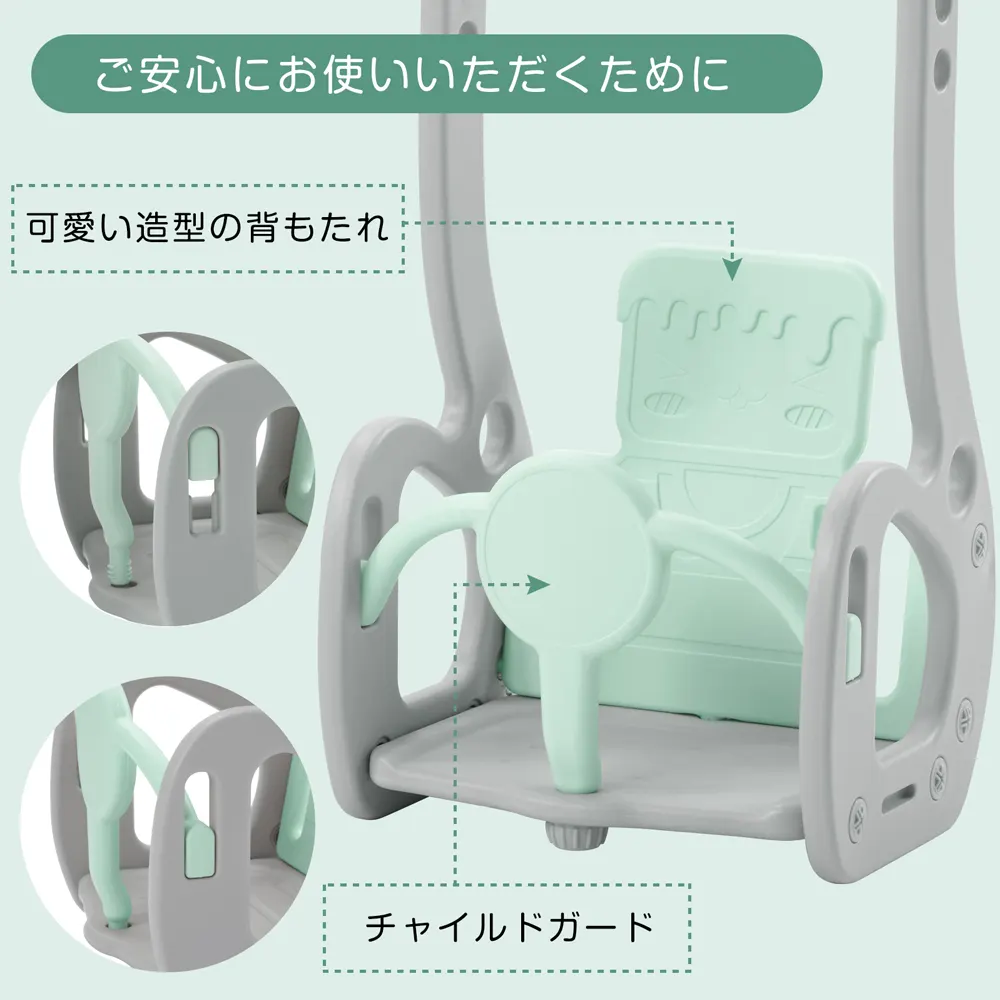 ご安心にお使いいただくために
可愛い造型の背もたれ
チャイルドガード